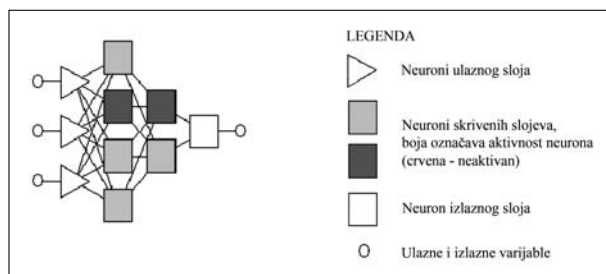 LEGENDA
Neuroni ulaznog sloja
Neuroni skrivenih slojeva,
boja označava aktivnost neurona
(crvena - neaktivan)
Neuron izlaznog sloja
Ulazne i izlazne varijable